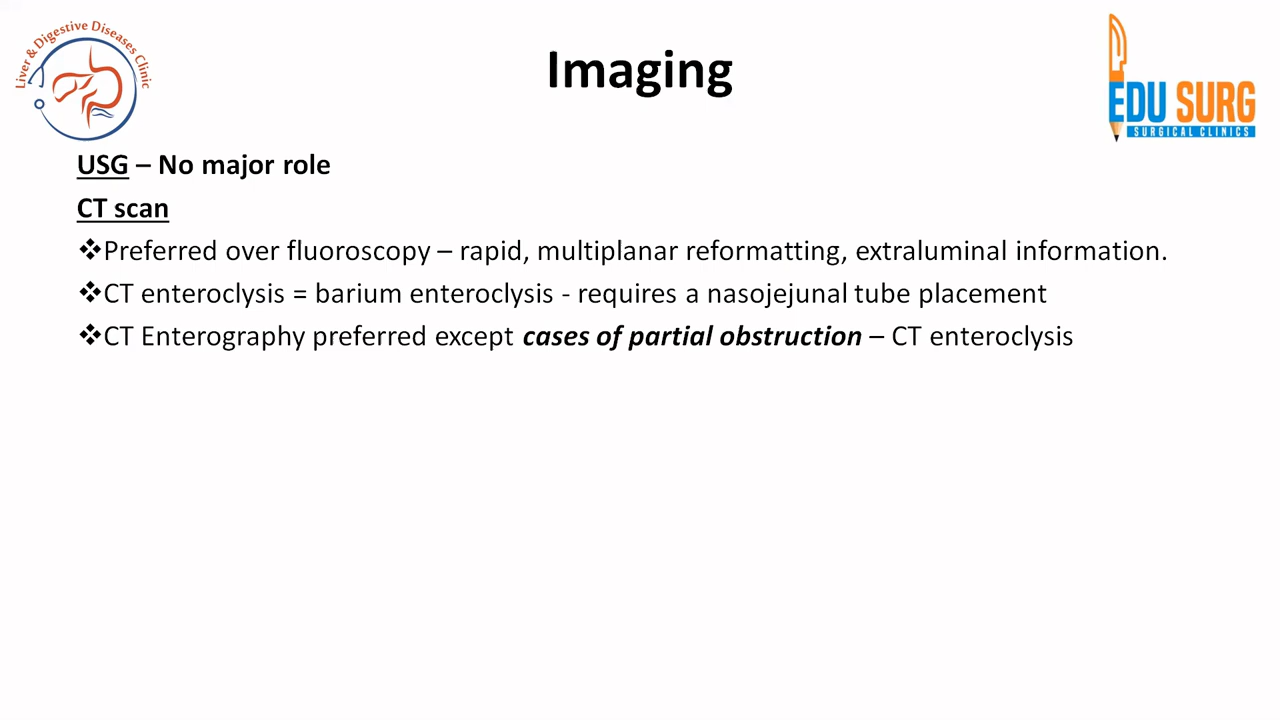 Liver & Digestive Diseases Clinic
Imaging
EDU SURG
SURGICAL CLINICS
USG – No major role
CT scan
❖Preferred over fluoroscopy – rapid, multiplanar reformatting, extraluminal information.
❖CT enteroclysis = barium enteroclysis - requires a nasojejunal tube placement
❖CT Enterography preferred except cases of partial obstruction – CT enteroclysis